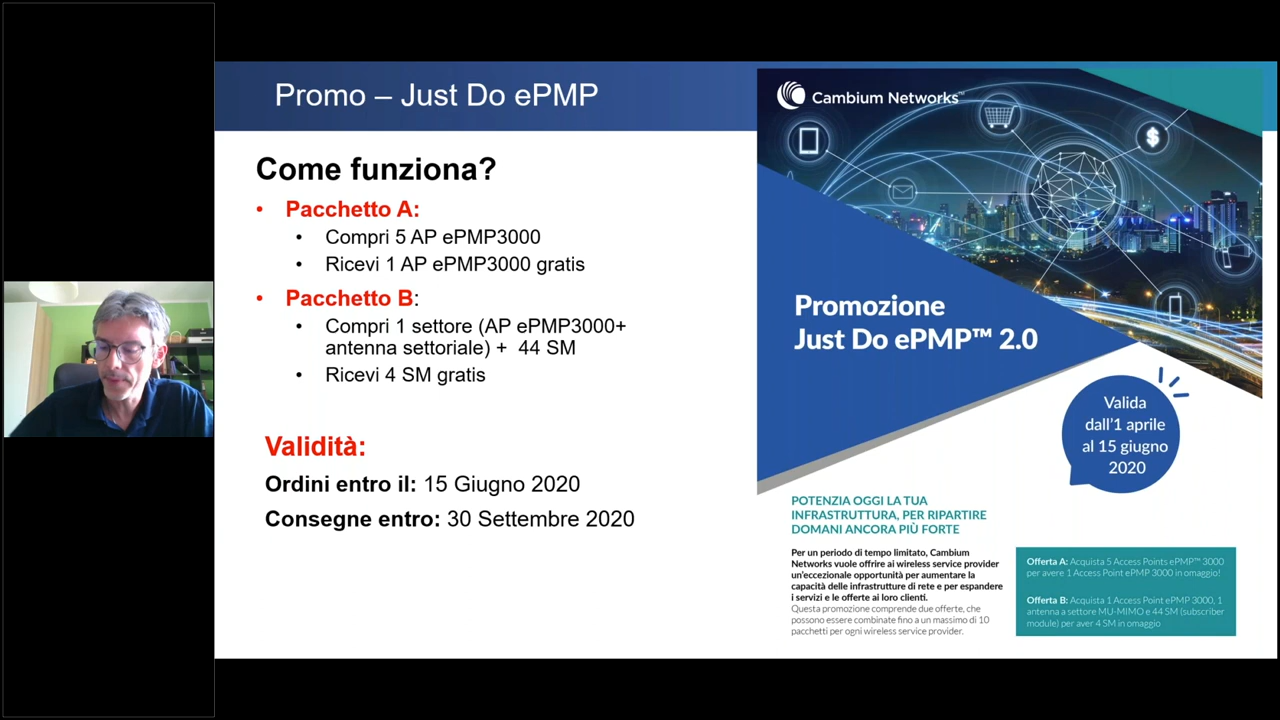 Promo – Just Do ePMP
Come funziona?
• Pacchetto A:
• Compri 5 AP ePMP3000
• Ricevi 1 AP ePMP3000 gratis
• Pacchetto B:
• Compri 1 settore (AP ePMP3000+
antenna settoriale) + 44 SM
• Ricevi 4 SM gratis
Validità:
Ordini entro il: 15 Giugno 2020
Consegne entro: 30 Settembre 2020
Cambium Networks™
$
Promozione
Just Do ePMP™ 2.0
Valida
dall'1 aprile
al 15 giugno
2020
POTENZIA OGGI LA TUA
INFRASTRUTTURA, PER RIPARTIRE
DOMANI ANCORA PIÙ FORTE
Per un periodo di tempo limitato, Cambium
Networks vuole offrire ai wireless service provider
un'eccezionale opportunità per aumentare la
capacità delle infrastrutture di rete e per espandere
i servizi e le offerte ai loro clienti.
Questa promozione comprende due offerte, che
possono essere combinate fino a un massimo di 10
pacchetti per ogni wireless service provider.
Offerta A: Acquista 5 Access Points ePMP™ 3000
per avere 1 Access Point ePMP 3000 in omaggio!
Offerta B: Acquista 1 Access Point ePMP 3000, 1
antenna a settore MU-MIMO e 44 SM (subscriber
module) per aver 4 SM in omaggio